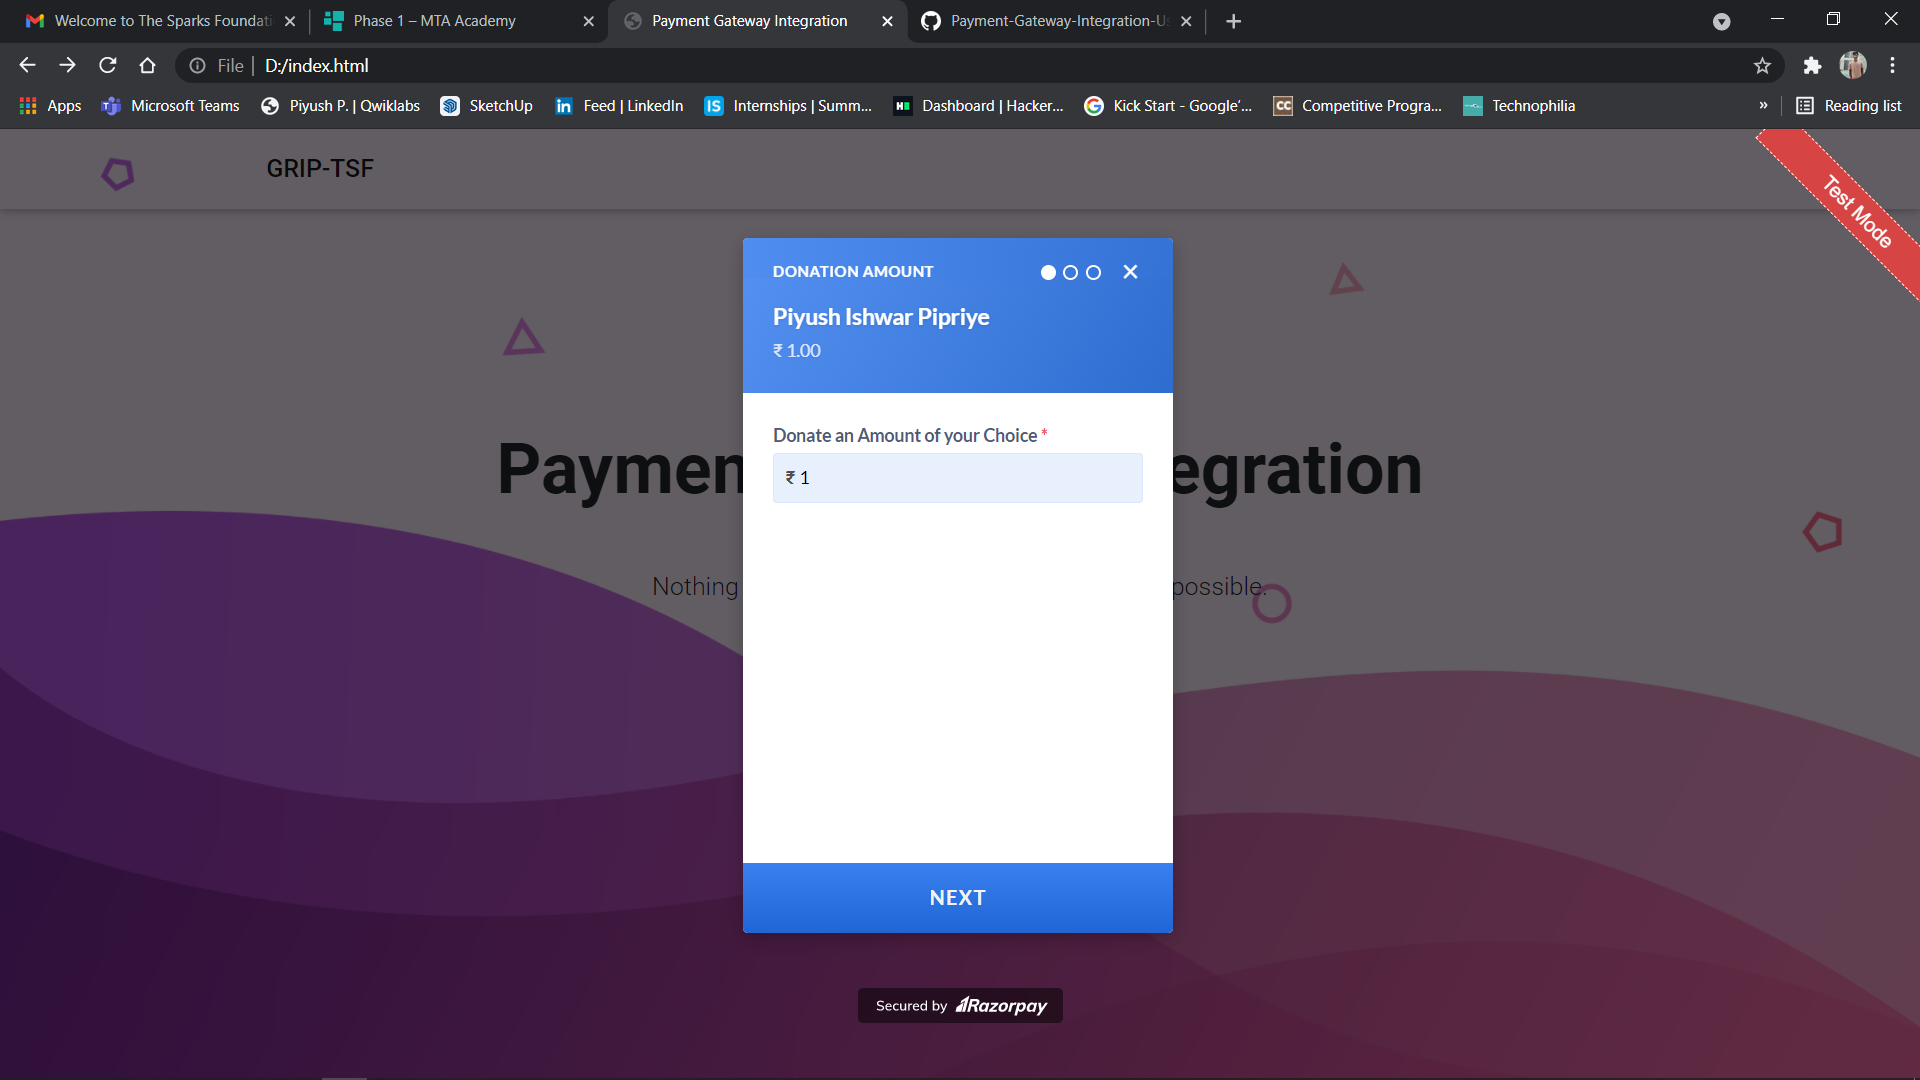 Welcome to The Sparks Foundati
Phase 1 – MTA Academy
Payment Gateway Integration
Payment-Gateway-Integration-Us
File | D:/index.html
Apps
Microsoft Teams
Piyush P. | Qwiklabs
SketchUp
Feed | LinkedIn
Internships | Summ...
Dashboard | Hacker...
Kick Start - Google'...
Competitive Progra...
Technophilia
»
Reading list
GRIP-TSF
Test Mode
DONATION AMOUNT
Piyush Ishwar Pipriye
₹ 1.00
Donate an Amount of your Choice *
₹ 1
Paymen egration
Nothing possible.
NEXT
Secured by Razorpay